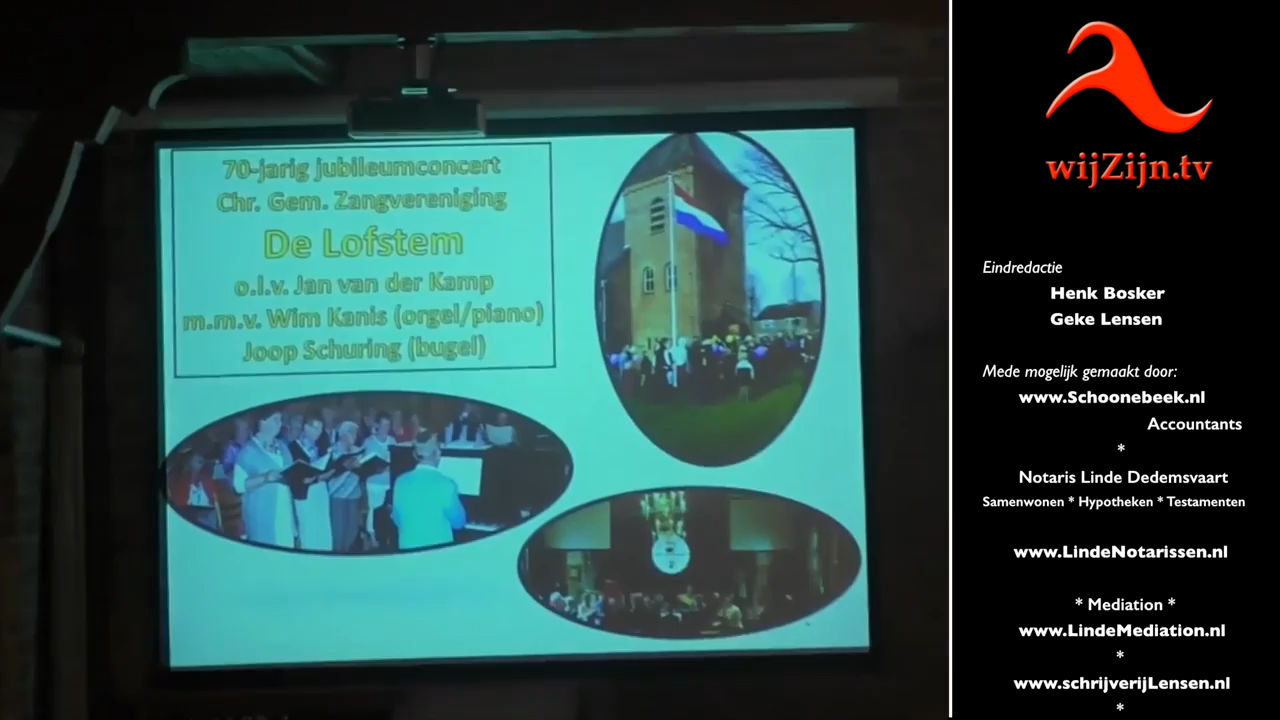 70-jarig jubileumconcert
Chr. Gem. Zangvereniging
De Lofstem
o.l.v. Jan van der Kamp
m.m.v. Wim Kanis (orgel/piano)
Joop Schuring (bugel)
wijZijn.tv
Eindredactie
Henk Bosker
Geke Lensen
Mede mogelijk gemaakt door:
www.Schoonebeek.nl
Accountants
*
Notaris Linde Dedemsvaart
Samenwonen * Hypotheken * Testamenten
www.LindeNotarissen.nl
* Mediation *
www.LindeMediation.nl
*
www.schrijverijLensen.nl
*